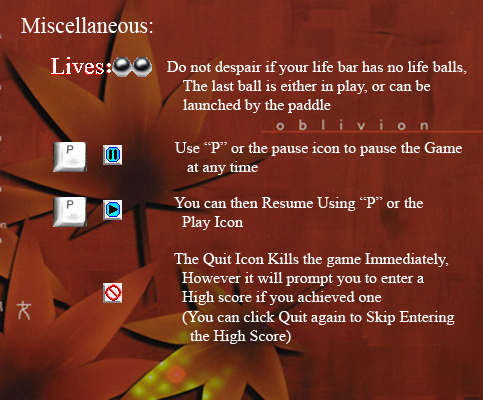 Miscellaneous:
Lives:
Do not despair if your life bar has no life balls,
The last ball is either in play, or can be
launched by the paddle
oblivion
P
Use “P” or the pause icon to pause the Game
at any time
P
You can then Resume Using “P” or the
Play Icon
The Quit Icon Kills the game Immediately,
However it will prompt you to enter a
High score if you achieved one
(You can click Quit again to Skip Entering
the High Score)